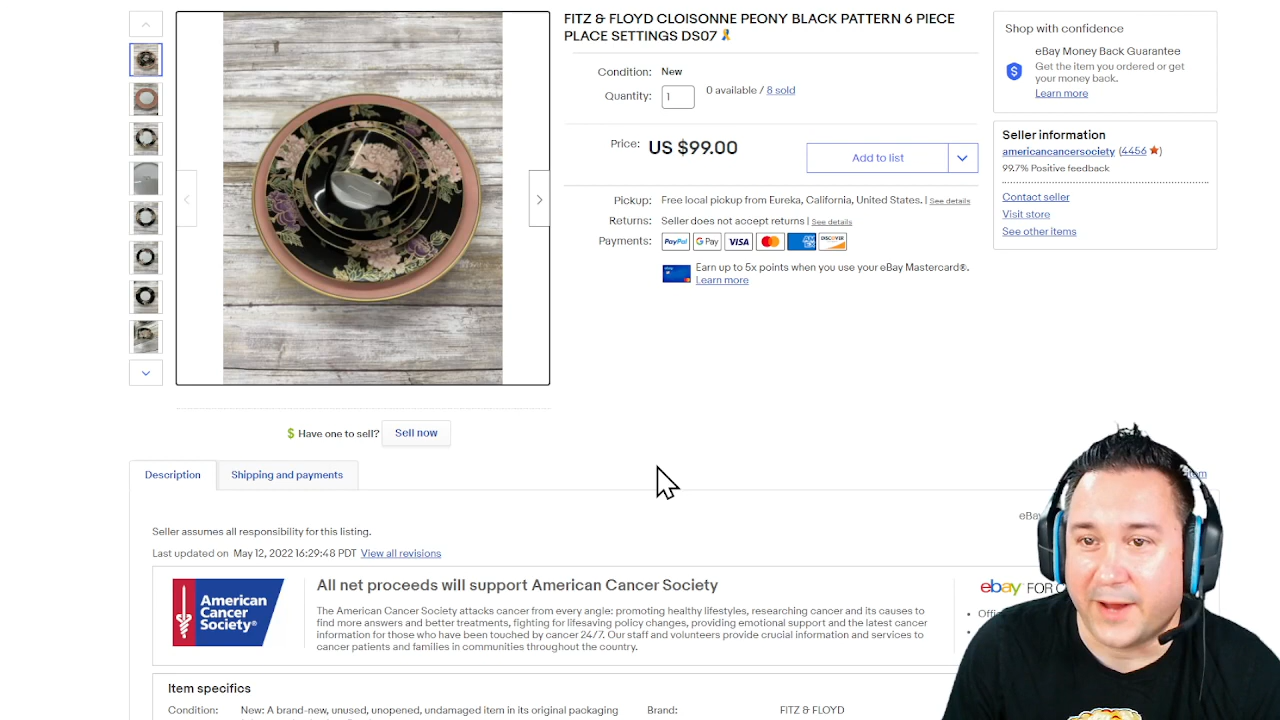 FITZ & FLOYD CLOISONNE PEONY BLACK PATTERN 6 PIECE
PLACE SETTINGS DS07
Condition: New
Quantity: 1 0 available / 8 sold
Price: US $99.00
Add to list
Pickup: Free local pickup from Eureka, California, United States. | See details
Returns: Seller does not accept returns | See details
Payments: PayPal G Pay VISA DISCOVER
Earn up to 5x points when you use your eBay Mastercard®.
Learn more
Shop with confidence
eBay Money Back Guarantee
Get the item you ordered or get
your money back.
Learn more
Seller information
americancancersociety (4456 )
99.7% Positive feedback
Contact seller
Visit store
See other items
$ Have one to sell? Sell now
Description Shipping and payments
Seller assumes all responsibility for this listing.
Last updated on May 12, 2022 16:29:48 PDT View all revisions
American
Cancer
Society®
All net proceeds will support American Cancer Society
The American Cancer Society attacks cancer from every angle: promoting healthy lifestyles, researching cancer and its causes to
find more answers and better treatments, fighting for lifesaving policy changes, providing emotional support and the latest cancer
information for those who have been touched by cancer 24/7. Our staff and volunteers provide crucial information and services to
cancer patients and families in communities throughout the country.
ebay FOR
Item specifics
Condition: New: A brand-new, unused, unopened, undamaged item in its original packaging
Brand: FITZ & FLOYD